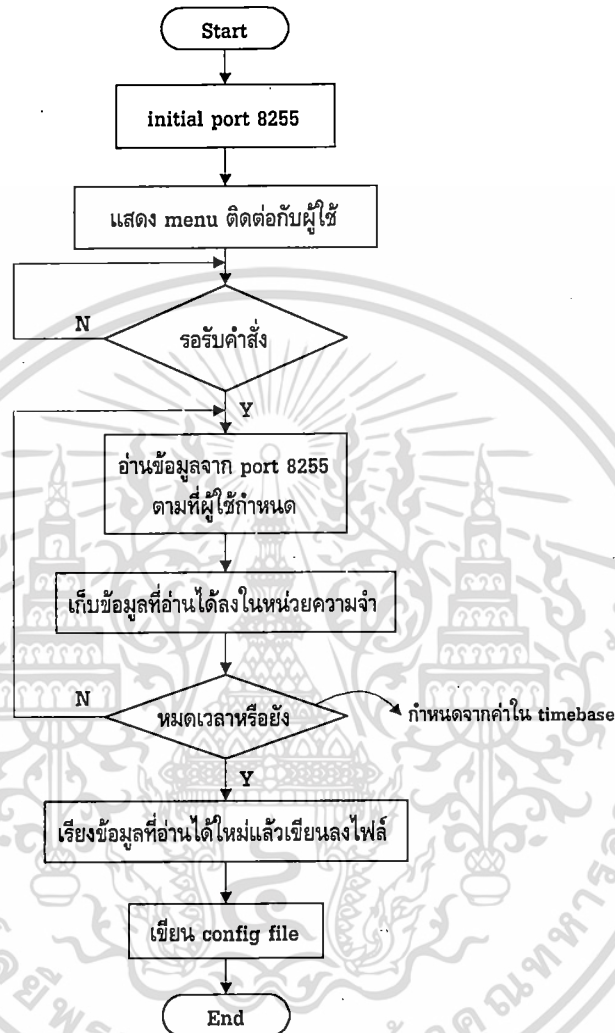 Start
initial port 8255
แสดง menu ติดต่อกับผู้ใช้
N
รอรับคำสั่ง
Y
อ่านข้อมูลจาก port 8255
ตามที่ผู้ใช้กำหนด
เก็บข้อมูลที่อ่านได้ลงในหน่วยความจำ
N
หมดเวลาหรือยัง
กำหนดจากค่าใน timebase
Y
เรียงข้อมูลที่อ่านได้ใหม่แล้วเขียนลงไฟล์
เขียน config file
End